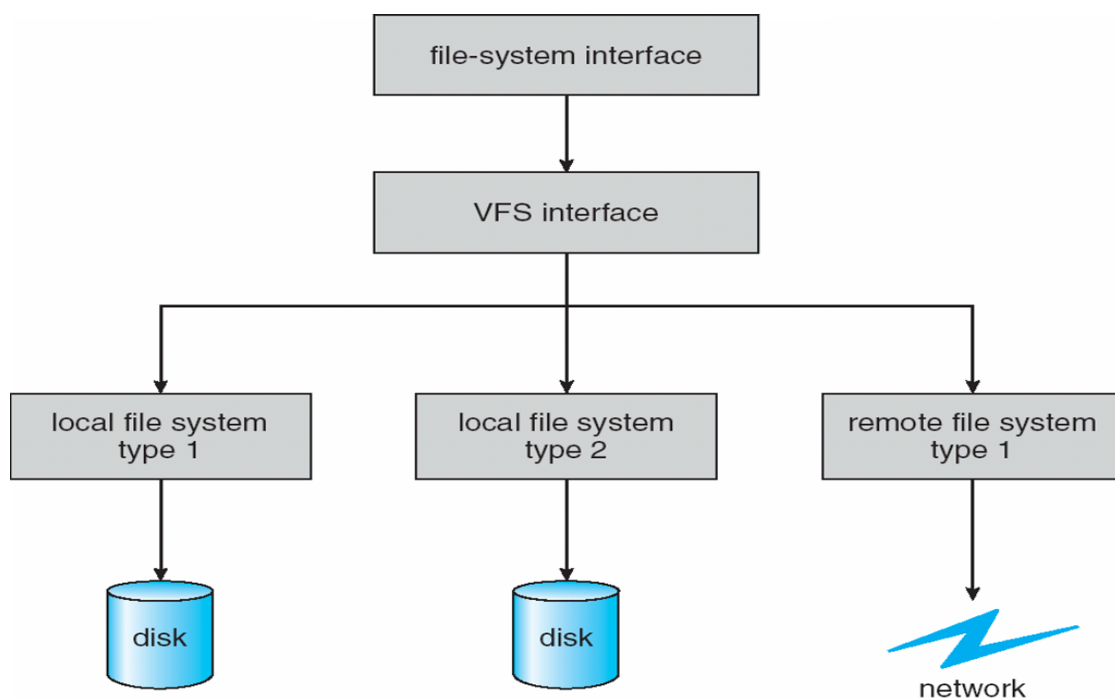 file-system interface
VFS interface
local file system
type 1
local file system
type 2
remote file system
type 1
disk
disk
network